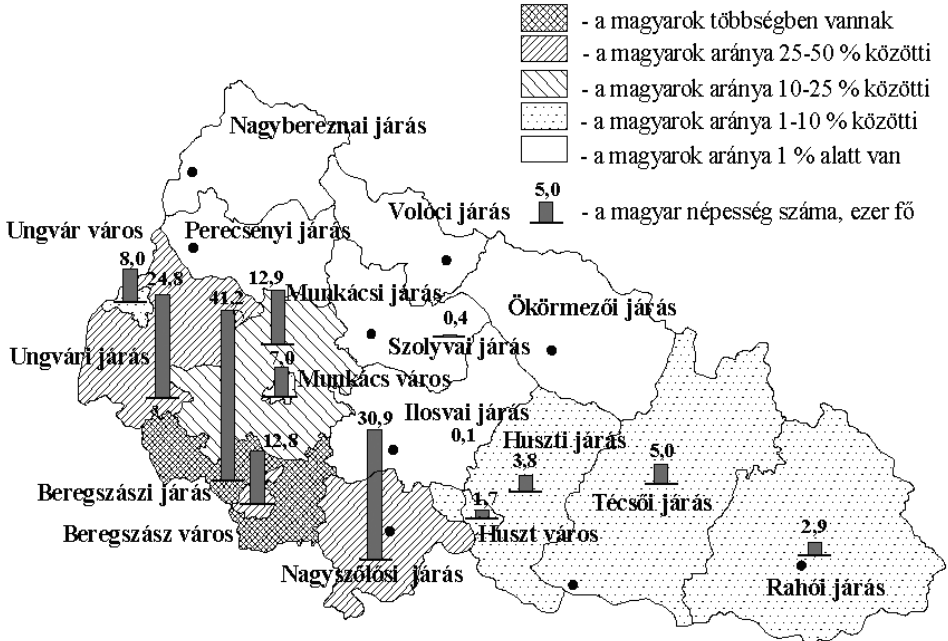 - a magyarok többségben vannak
- a magyarok aránya 25-50 % közötti
- a magyarok aránya 10-25 % közötti
- a magyarok aránya 1-10 % közötti
- a magyarok aránya 1 % alatt van
5,0
- a magyar népesség száma, ezer fő
Nagybereznai járás
Volóci járás
Ungvár város
Perecsényi járás
8,0
24,8
41,2
12,9
Munkácsi járás
Ökörmezői járás
0,4
Szolyvai járás
Ungvári járás
7,0
Munkács város
Ilosvai járás
30,9
0,1
Huszti járás
12,8
3,8
5,0
Beregszászi járás
Técsői járás
1,7
Beregszász város
Huszt város
2,9
Nagyszőlősi járás
Rahói járás